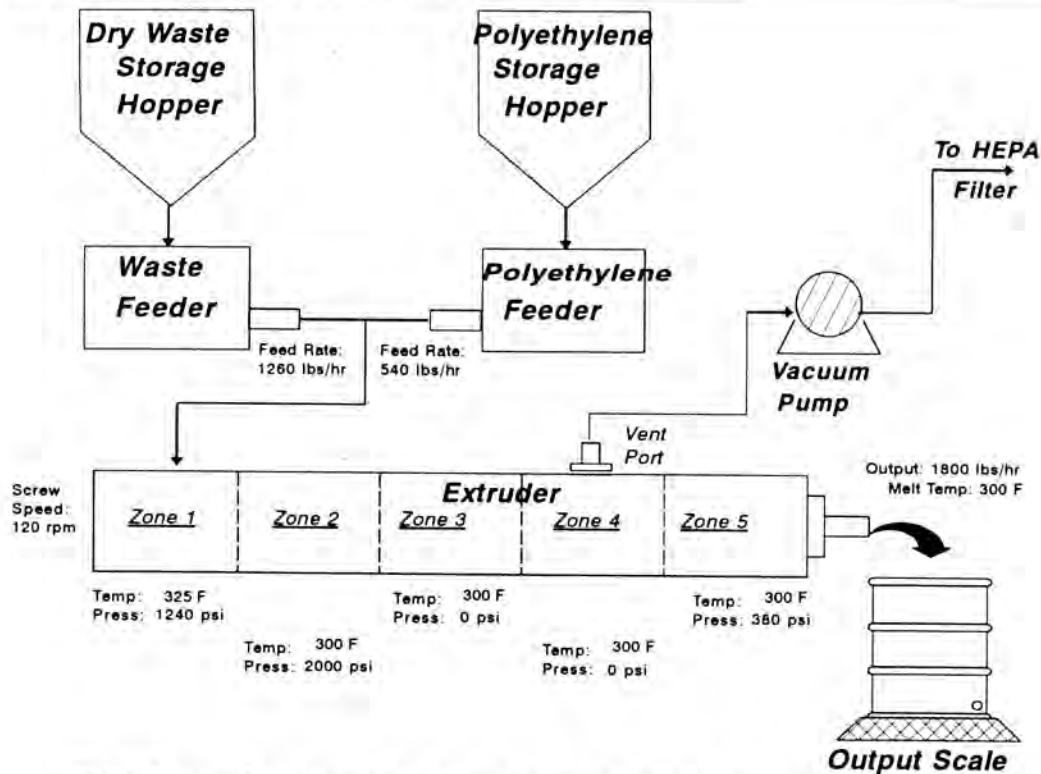 Dry Waste
Storage
Hopper
Polyethylene
Storage
Hopper
To HEPA
Filter
Waste
Feeder
Polyethylene
Feeder
Feed Rate:
1260 lbs/hr
Feed Rate:
540 lbs/hr
Vacuum
Pump
Vent
Port
Output: 1800 lbs/hr
Melt Temp: 300 F
Screw
Speed:
120 rpm
Extruder
Zone 1
Zone 2
Zone 3
Zone 4
Zone 5
Temp: 325 F
Press: 1240 psi
Temp: 300 F
Press: 2000 psi
Temp: 300 F
Press: 0 psi
Temp: 300 F
Press: 0 psi
Temp: 300 F
Press: 360 psi
Output Scale